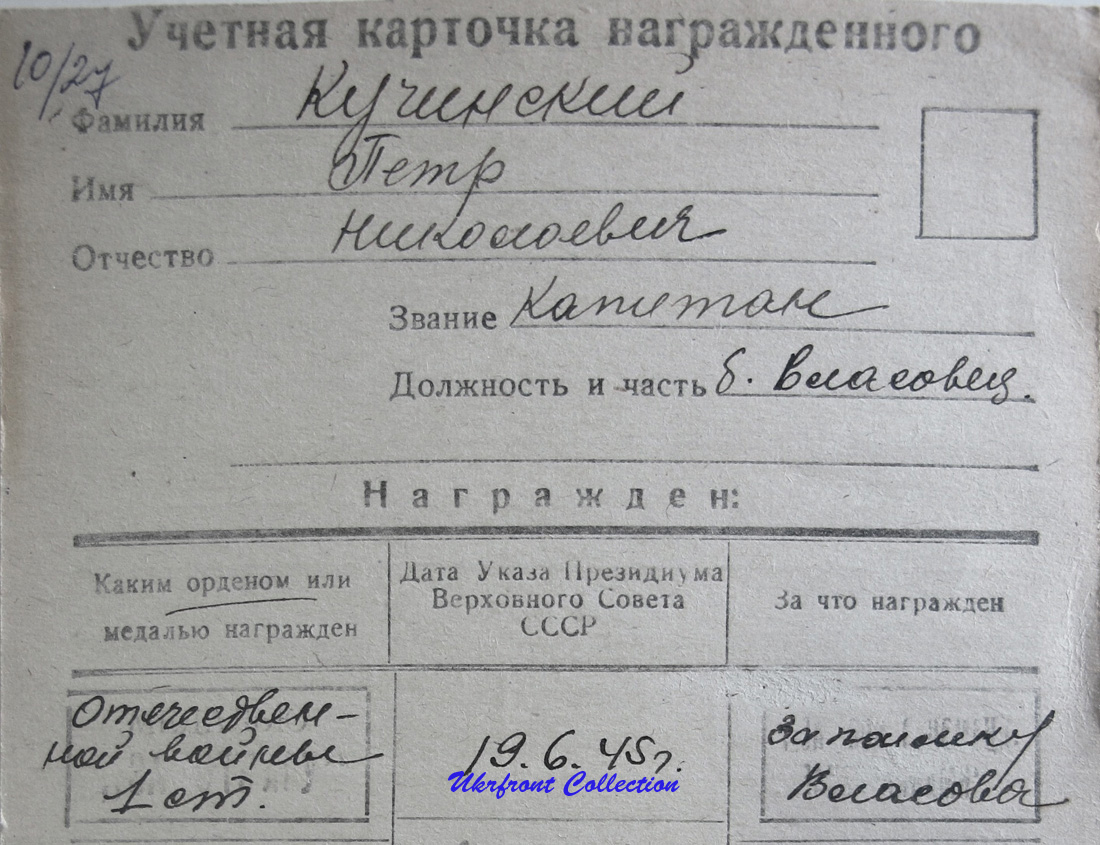 Учетная карточка награжденного
10/27
Фамилия Кучинский
Имя Петр
Отчество Николаевич
Звание Капитан
Должность и часть б. Власовец.
Награжден:
Каким орденом или медалью награжден
Дата Указа Президиума Верховного Совета СССР
За что награжден
Отечествен-
ной войны
1 ст.
19.6.45г.
Ukrfront Collection
За поимку
Власова